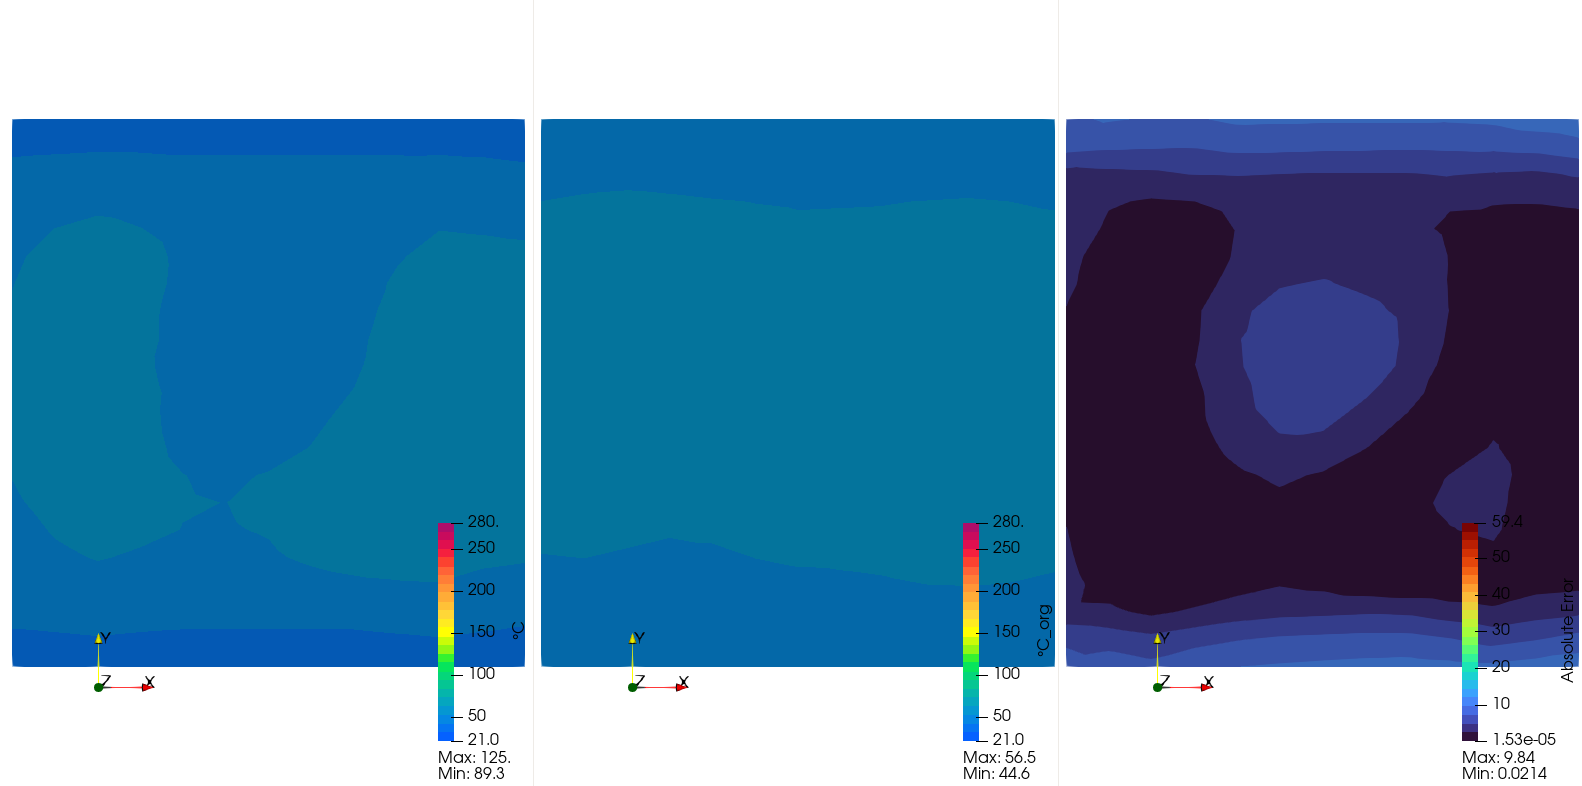 280.
250
200
150
100
50
21.0
°C
Max: 125.
Min: 89.3
Y
Z
X
280.
250
200
150
100
50
21.0
°C_org
Max: 56.5
Min: 44.6
Y
Z
X
59.4
50
40
30
20
10
1.53e-05
Absolute Error
Max: 9.84
Min: 0.0214
Y
Z
X